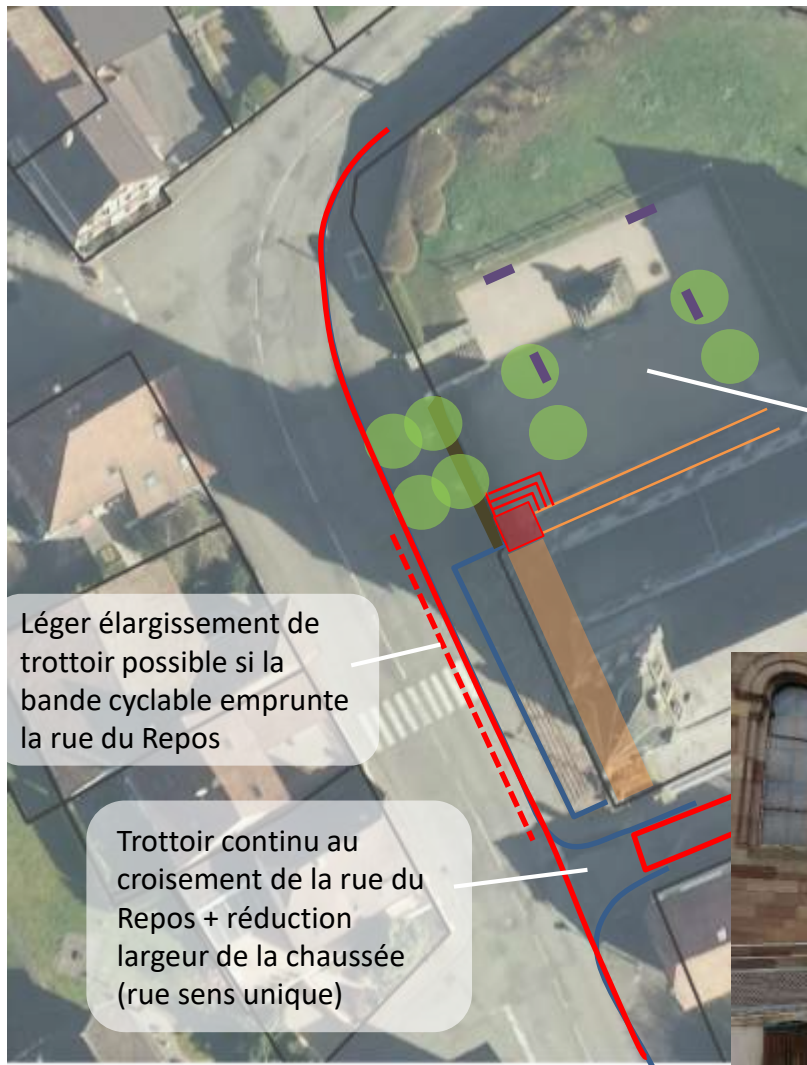 Léger élargissement de
trottoir possible si la
bande cyclable emprunte
la rue du Repos
Trottoir continu au
croisement de la rue du
Repos + réduction
largeur de la chaussée
(rue sens unique)